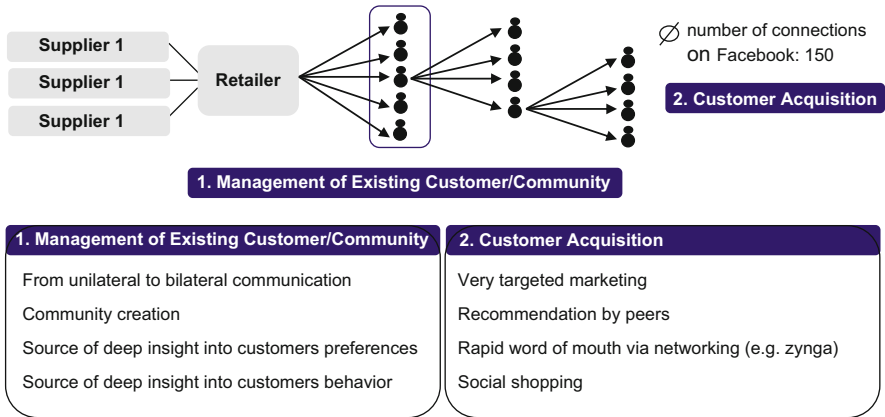 Supplier 1
Supplier 1
Supplier 1
Retailer
∅ number of connections
on Facebook: 150
2. Customer Acquisition
1. Management of Existing Customer/Community
1. Management of Existing Customer/Community
From unilateral to bilateral communication
Community creation
Source of deep insight into customers preferences
Source of deep insight into customers behavior
2. Customer Acquisition
Very targeted marketing
Recommendation by peers
Rapid word of mouth via networking (e.g. zynga)
Social shopping